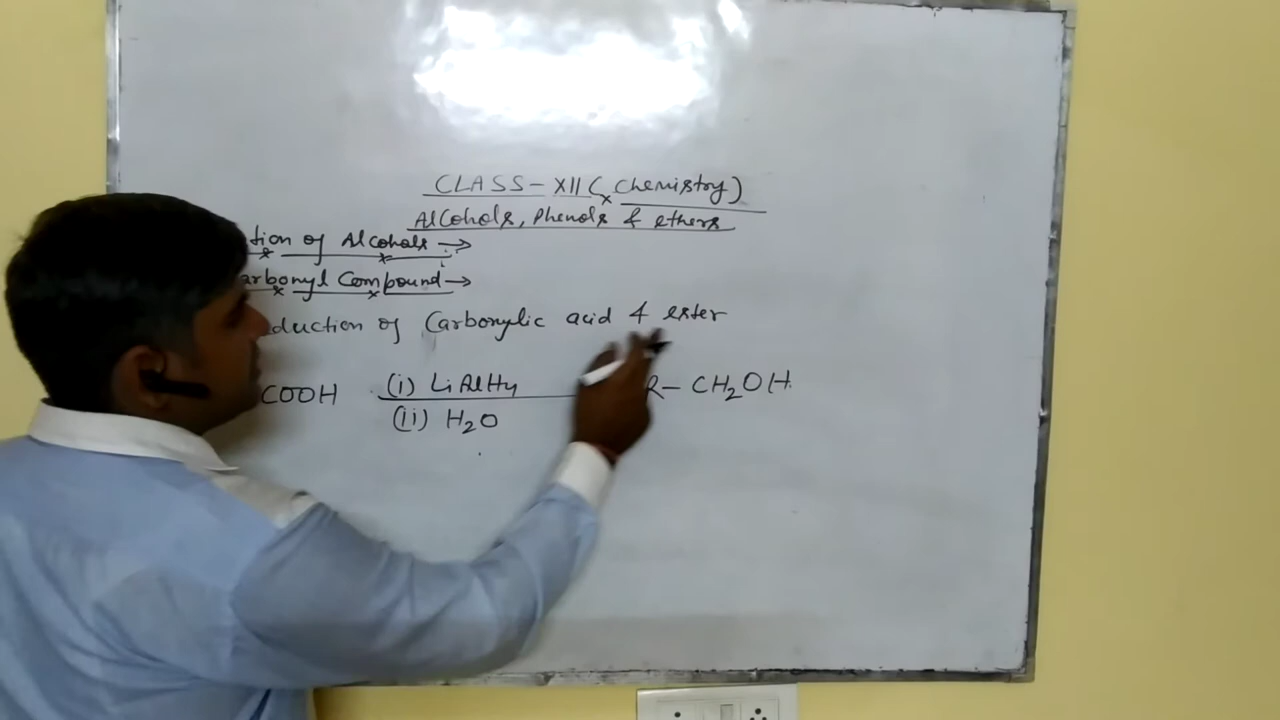 CLASS - XII (Chemistry)
Alcohols, Phenols & ethers
tion of Alcohols :→
arbonyl Compound →
duction of Carboxylic acid & ester
COOH (i) LiAlH4 R - CH2OH
(ii) H2O